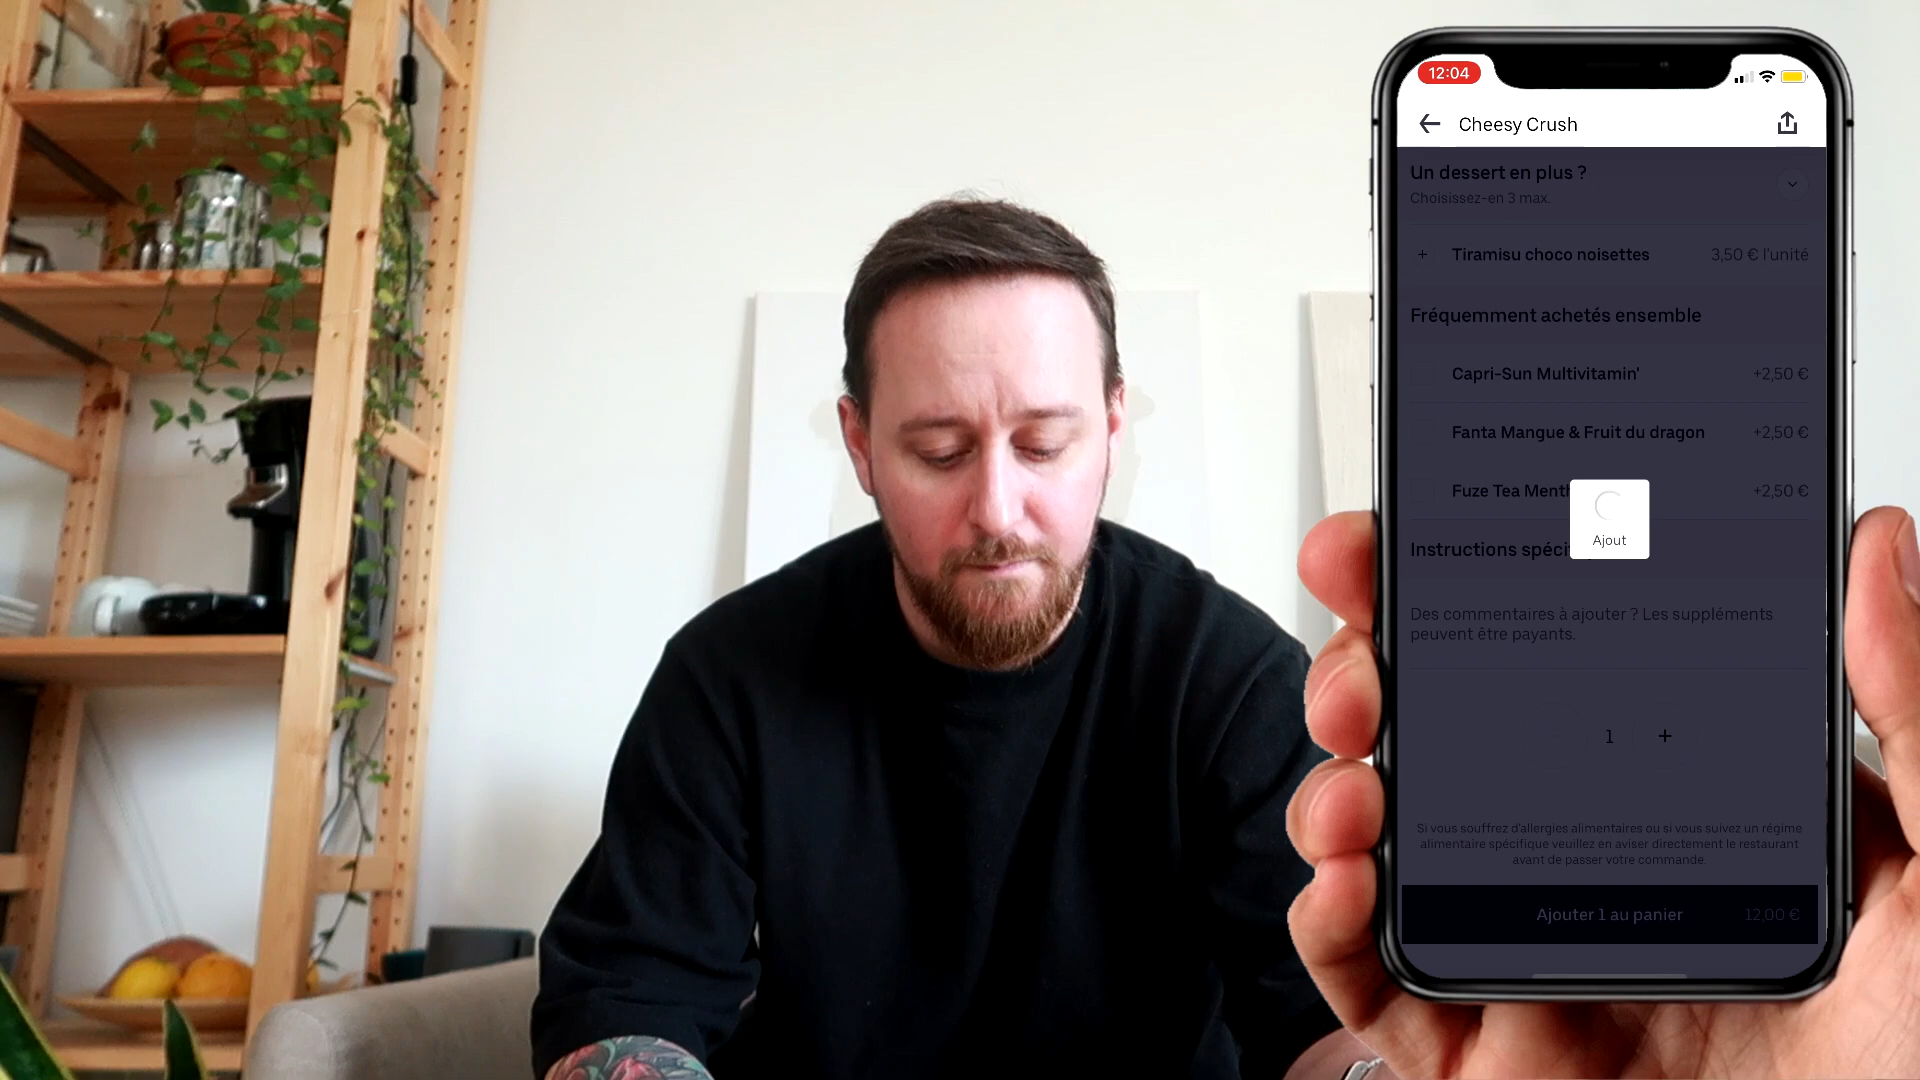 12:04
Cheesy Crush
Un dessert en plus ?
Choisissez-en 3 max.
+ Tiramisu choco noisettes 3,50 € l'unité
Fréquemment achetés ensemble
Capri-Sun Multivitamin' +2,50 €
Fanta Mangue & Fruit du dragon +2,50 €
Fuze Tea +2,50 €
Ajout
Instructions
Des commentaires à ajouter ? Les suppléments
peuvent être payants.
1 +
Si vous souffrez d'allergies alimentaires ou si vous suivez un régime
alimentaire spécifique veuillez en aviser directement le restaurant
avant de passer votre commande.
Ajouter 1 au panier 12,00 €